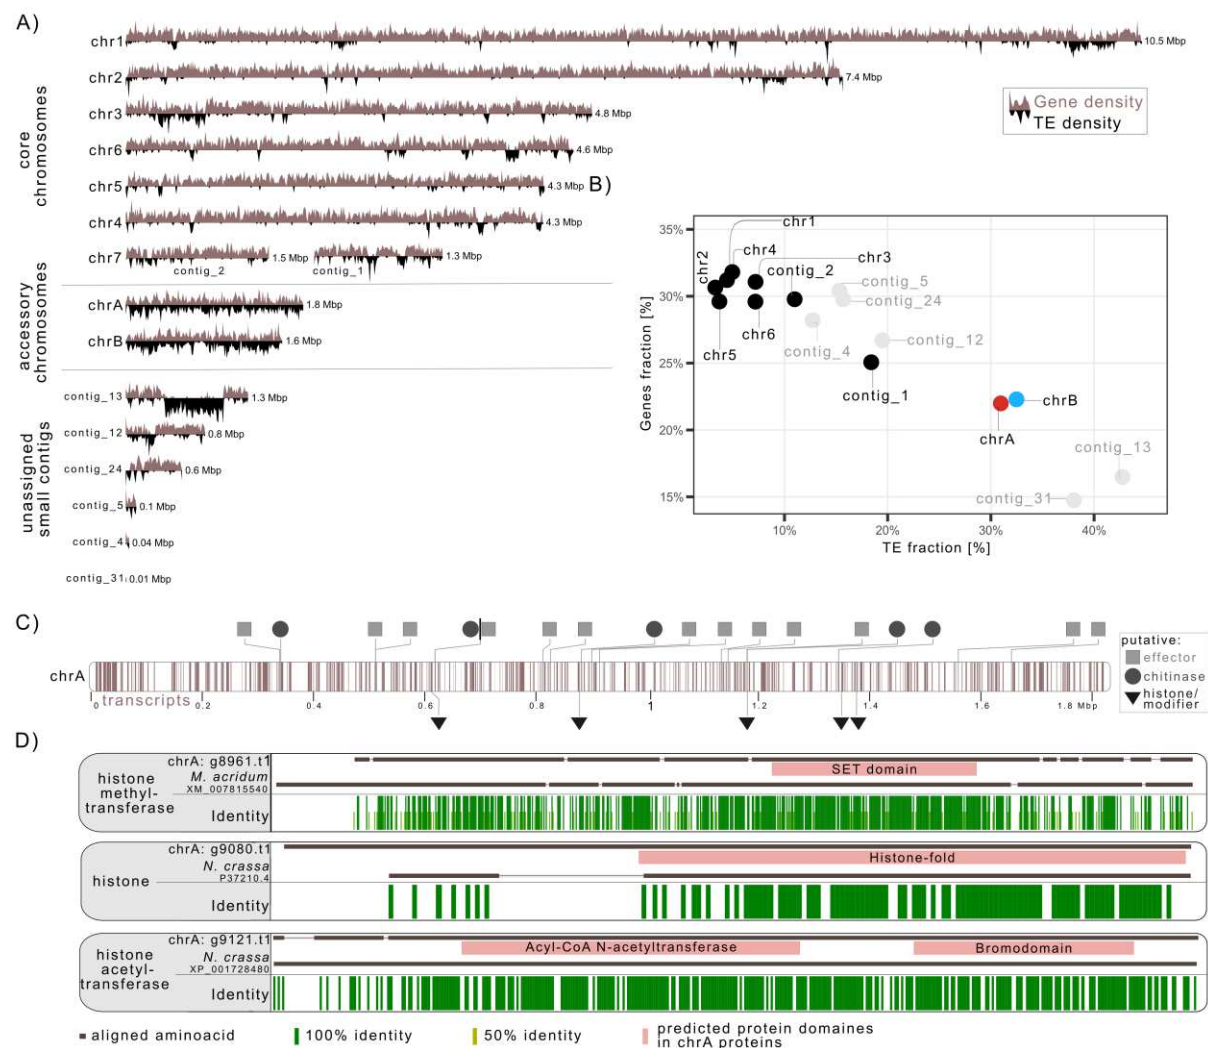 A)
chr1
10.5 Mbp
chr2
7.4 Mbp
chr3
4.8 Mbp
chr6
4.6 Mbp
chr5
4.3 Mbp
chr4
4.3 Mbp
chr7
1.5 Mbp
1.3 Mbp
contig_2
contig_1
core
chromosomes
Gene density
TE density
chrA
1.8 Mbp
chrB
1.6 Mbp
accessory
chromosomes
contig_13
1.3 Mbp
contig_12
0.8 Mbp
contig_24
0.6 Mbp
contig_5
0.1 Mbp
contig_4
0.04 Mbp
contig_31
0.01 Mbp
unassigned
small contigs
B)
Genes fraction [%]
35%
30%
25%
20%
15%
chr1
chr2
chr4
chr3
contig_2
contig_5
contig_24
chr5
chr6
contig_4
contig_12
contig_1
chrB
chrA
contig_13
contig_31
10%
20%
30%
40%
TE fraction [%]
C)
chrA
transcripts
0
0.2
0.4
0.6
0.8
1
1.2
1.4
1.6
1.8 Mbp
putative:
effector
chitinase
histone/
modifier
D)
histone
methyl-
transferase
chrA: g8961.t1
M. acridum
XM_007815540
Identity
SET domain
histone
chrA: g9080.t1
N. crassa
P37210.4
Identity
Histone-fold
histone
acetyl-
transferase
chrA: g9121.t1
N. crassa
XP_001728480
Identity
Acyl-CoA N-acetyltransferase
Bromodomain
aligned aminoacid
100% identity
50% identity
predicted protein domaines
in chrA proteins